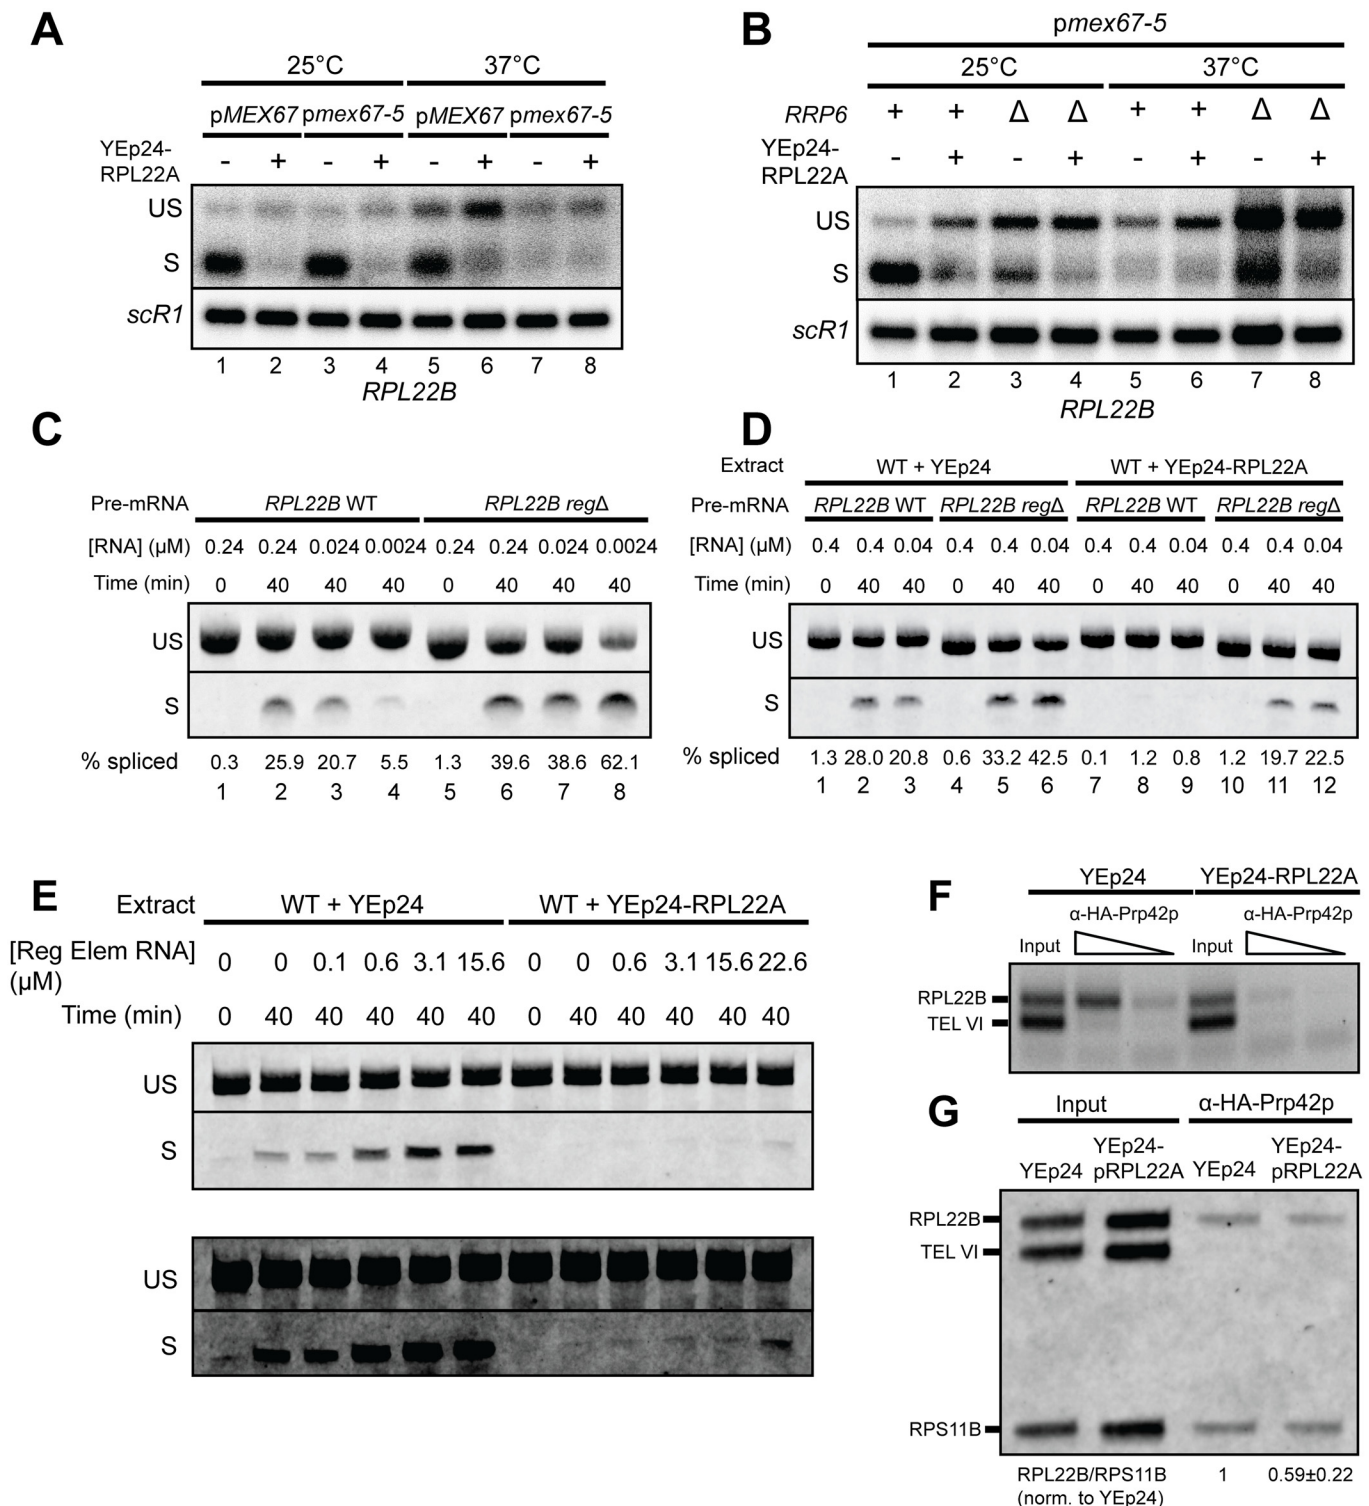 A
25°C 37°C
pMEX67 pmex67-5 pMEX67 pmex67-5
YEp24-
RPL22A
- + - + - + - +
US
S
scR1
1 2 3 4 5 6 7 8
RPL22B
B
pmex67-5
25°C 37°C
RRP6 + + Δ Δ + + Δ Δ
YEp24-
RPL22A
- + - + - + - +
US
S
scR1
1 2 3 4 5 6 7 8
RPL22B
C
Pre-mRNA RPL22B WT RPL22B regΔ
[RNA] (µM) 0.24 0.24 0.024 0.0024 0.24 0.24 0.024 0.0024
Time (min) 0 40 40 40 0 40 40 40
US
S
% spliced 0.3 25.9 20.7 5.5 1.3 39.6 38.6 62.1
1 2 3 4 5 6 7 8
D
Extract WT + YEp24 WT + YEp24-RPL22A
Pre-mRNA RPL22B WT RPL22B regΔ RPL22B WT RPL22B regΔ
[RNA] (µM) 0.4 0.4 0.04 0.4 0.4 0.04 0.4 0.4 0.04 0.4 0.4 0.04
Time (min) 0 40 40 0 40 40 0 40 40 0 40 40
US
S
% spliced 1.3 28.0 20.8 0.6 33.2 42.5 0.1 1.2 0.8 1.2 19.7 22.5
1 2 3 4 5 6 7 8 9 10 11 12
E
Extract WT + YEp24 WT + YEp24-RPL22A
[Reg Elem RNA]
(µM)
0 0 0.1 0.6 3.1 15.6 0 0 0.6 3.1 15.6 22.6
Time (min) 0 40 40 40 40 40 0 40 40 40 40 40
US
S
US
S
F
YEp24 YEp24-RPL22A
α-HA-Prp42p α-HA-Prp42p
Input Input
RPL22B
TEL VI
G
Input α-HA-Prp42p
YEp24 YEp24-
pRPL22A YEp24 YEp24-
pRPL22A
RPL22B
TEL VI
RPS11B
RPL22B/RPS11B 1 0.59±0.22
(norm. to YEp24)